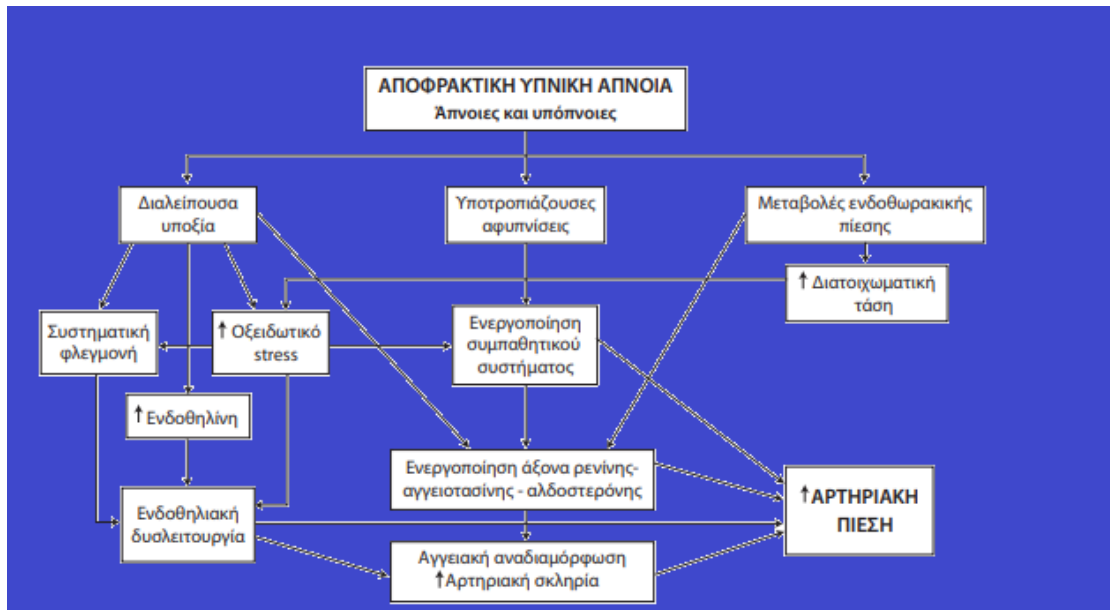 ΑΠΟΦΡΑΚΤΙΚΗ ΥΠΝΙΚΗ ΑΠΝΟΙΑ
Άπνοιες και υπόπνοιες
Διαλείπουσα
υποξία
Υποτροπιάζουσες
αφυπνίσεις
Μεταβολές ενδοθωρακικής
πίεσης
↑ Διατοιχωματική
τάση
Συστηματική
φλεγμονή
↑ Οξειδωτικό
stress
Ενεργοποίηση
συμπαθητικού
συστήματος
↑ Ενδοθηλίνη
Ενεργοποίηση άξονα ρενίνης-
αγγειοτασίνης - αλδοστερόνης
↑ ΑΡΤΗΡΙΑΚΗ
ΠΙΕΣΗ
Ενδοθηλιακή
δυσλειτουργία
Αγγειακή αναδιαμόρφωση
↑Αρτηριακή σκληρία